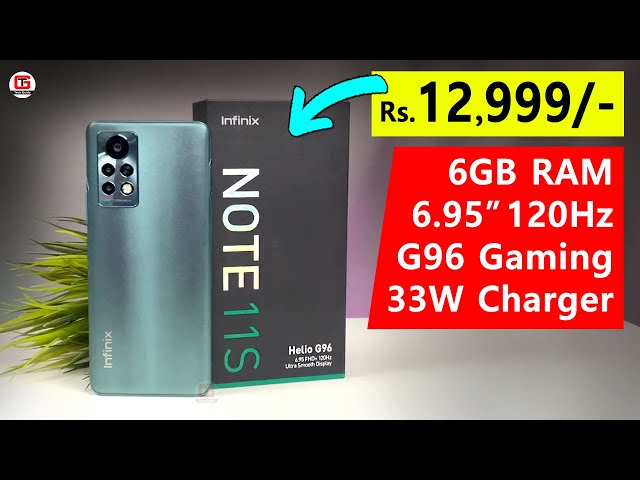 Rs. 12,999/-
6GB RAM
6.95” 120Hz
G96 Gaming
33W Charger
Infinix
NOTE 11S
Helio G96
6.95 FHD+ 120Hz
Ultra Smooth Display
Infinix